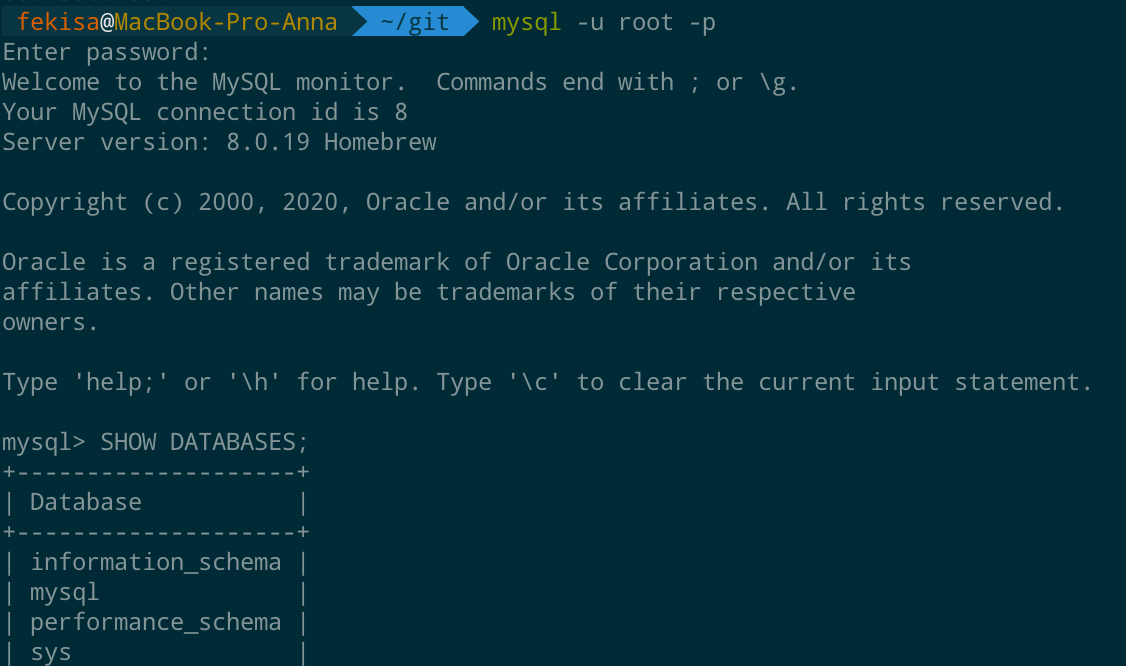 fekisa@MacBook-Pro-Anna ~/git mysql -u root -p
Enter password:
Welcome to the MySQL monitor.  Commands end with ; or \g.
Your MySQL connection id is 8
Server version: 8.0.19 Homebrew
Copyright (c) 2000, 2020, Oracle and/or its affiliates. All rights reserved.
Oracle is a registered trademark of Oracle Corporation and/or its
affiliates. Other names may be trademarks of their respective
owners.
Type 'help;' or '\h' for help. Type '\c' to clear the current input statement.
mysql> SHOW DATABASES;
+--------------------+
| Database           |
+--------------------+
| information_schema |
| mysql              |
| performance_schema |
| sys                |